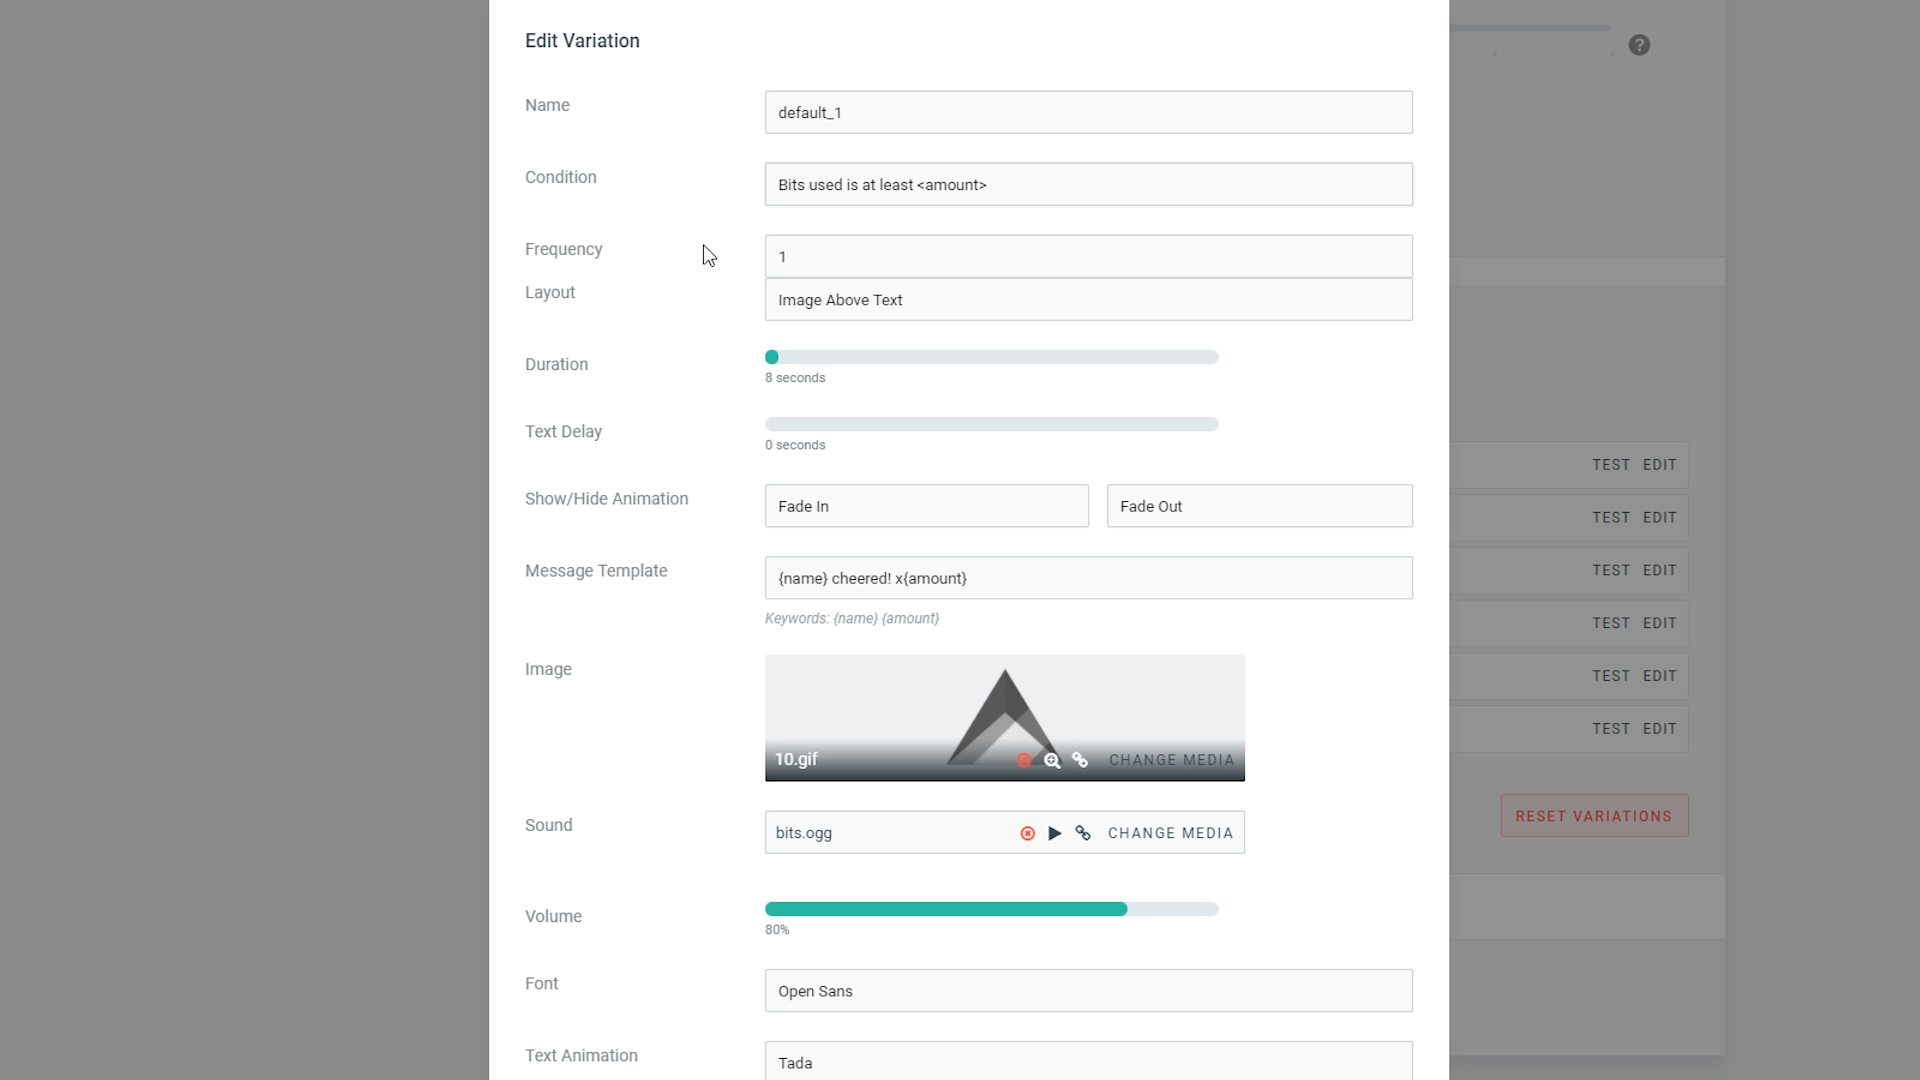 Edit Variation
Name
default_1
Condition
Bits used is at least <amount>
Frequency
1
Layout
Image Above Text
Duration
8 seconds
Text Delay
0 seconds
Show/Hide Animation
Fade In
Fade Out
Message Template
{name} cheered! x{amount}
Keywords: {name} {amount}
Image
10.gif
CHANGE MEDIA
Sound
bits.ogg
CHANGE MEDIA
Volume
80%
Font
Open Sans
Text Animation
Tada
?
TEST EDIT
TEST EDIT
TEST EDIT
TEST EDIT
TEST EDIT
TEST EDIT
RESET VARIATIONS